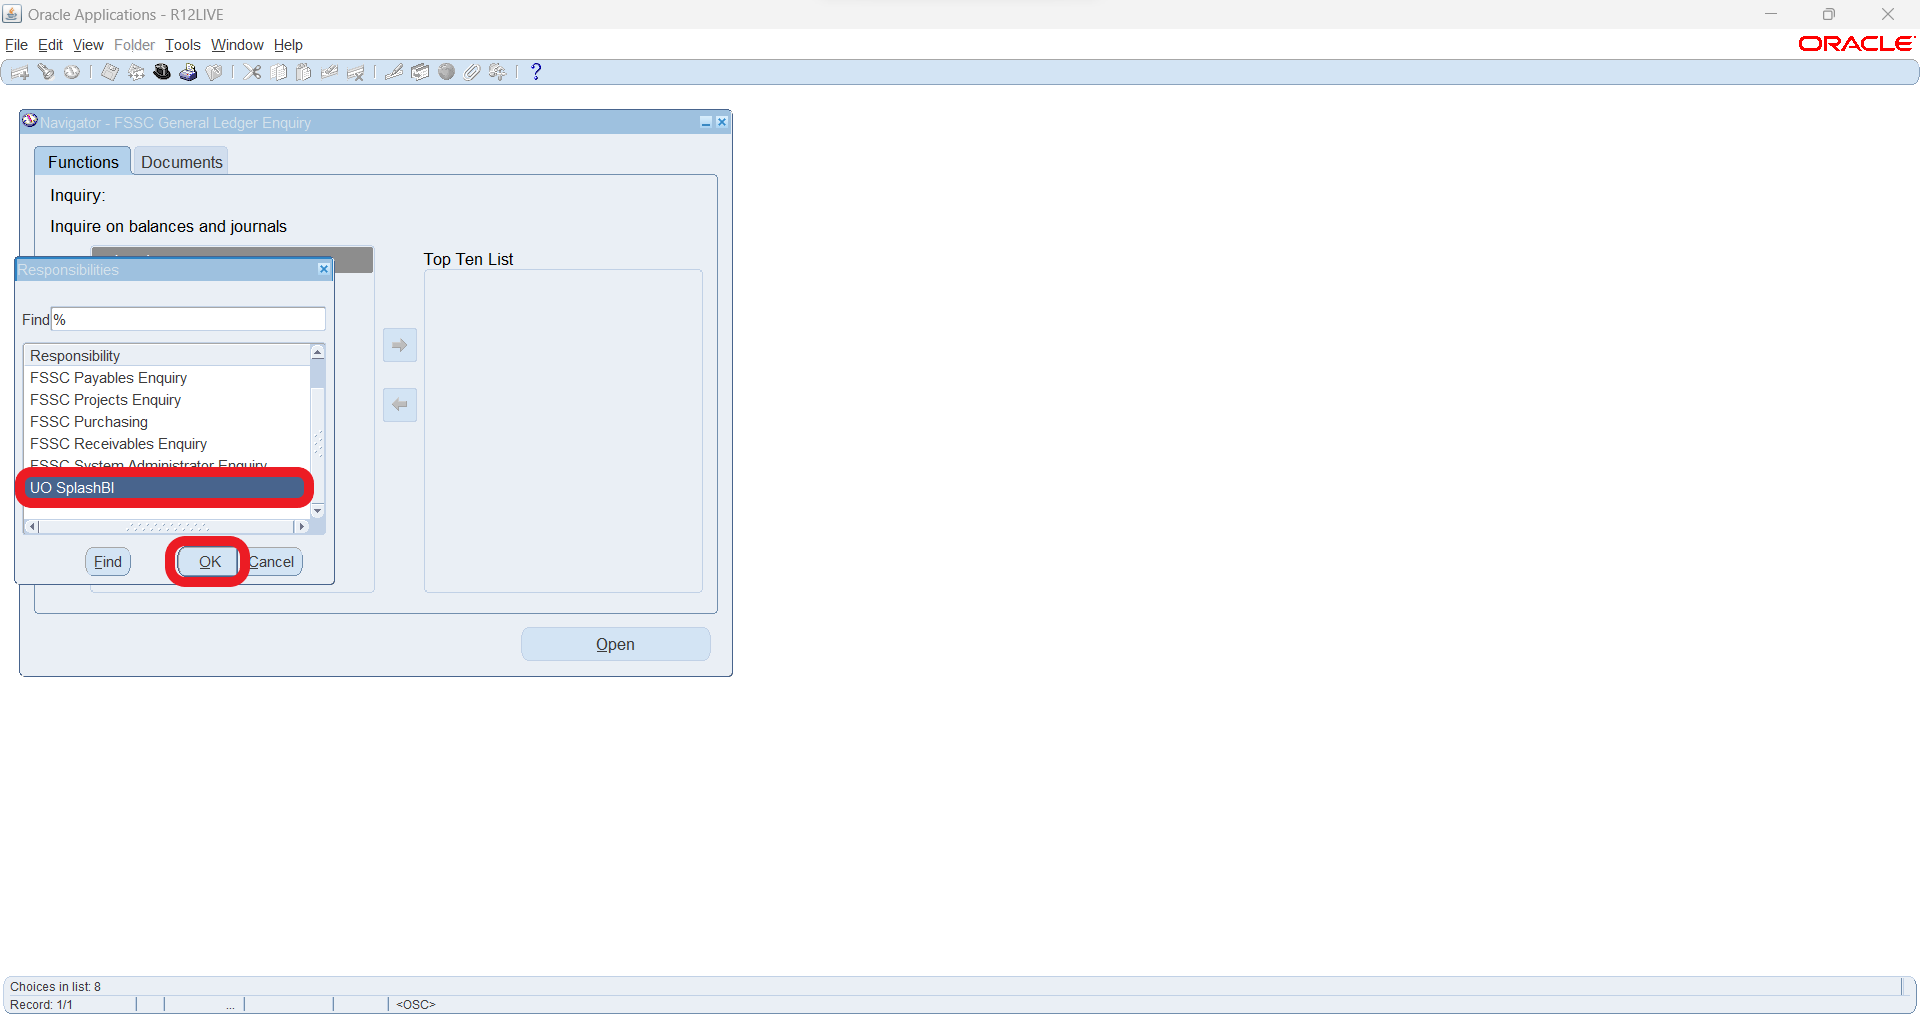 Oracle Applications - R12LIVE
File Edit View Folder Tools Window Help
ORACLE
Navigator - FSSC General Ledger Enquiry
Functions Documents
Inquiry:
Inquire on balances and journals
Top Ten List
Responsibilities
Find %
Responsibility
FSSC Payables Enquiry
FSSC Projects Enquiry
FSSC Purchasing
FSSC Receivables Enquiry
FSSC System Administrator Enquiry
UO SplashBI
Find OK Cancel
Open
Choices in list: 8
Record: 1/1 ... <OSC>